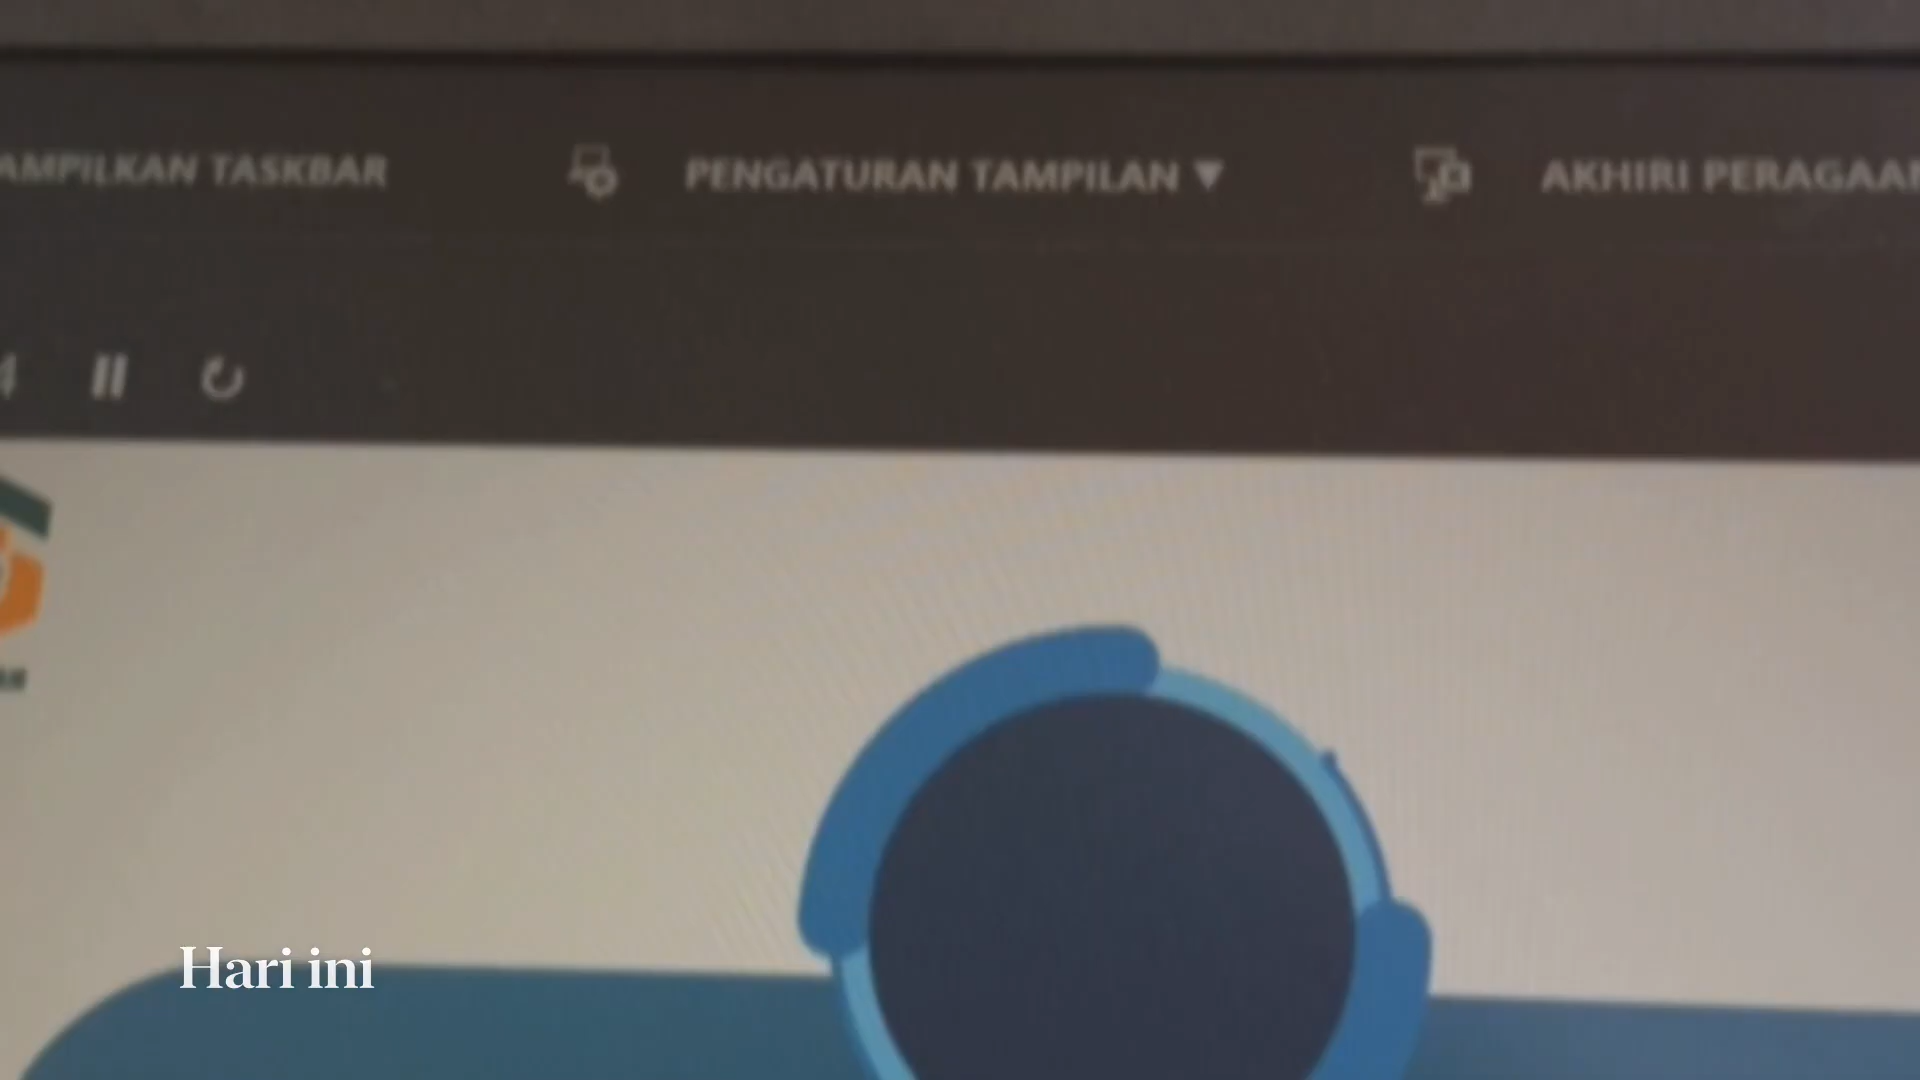 AMPILKAN TASKBAR
PENGATURAN TAMPILAN ▼
AKHIRI PERAGAAN
Hari ini